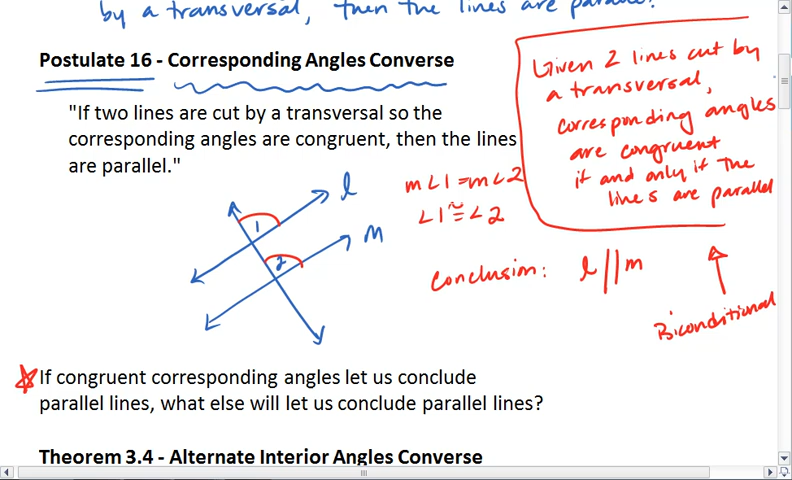 by a transversal, then the lines are parallel.
Postulate 16 - Corresponding Angles Converse
"If two lines are cut by a transversal so the
corresponding angles are congruent, then the lines
are parallel."
Given 2 lines cut by
a transversal,
corresponding angles
are congruent
if and only if the
lines are parallel
m∠1 = m∠2
∠1 ≅ ∠2
l
1
m
2
Conclusion: l || m
Biconditional
If congruent corresponding angles let us conclude
parallel lines, what else will let us conclude parallel lines?
Theorem 3.4 - Alternate Interior Angles Converse